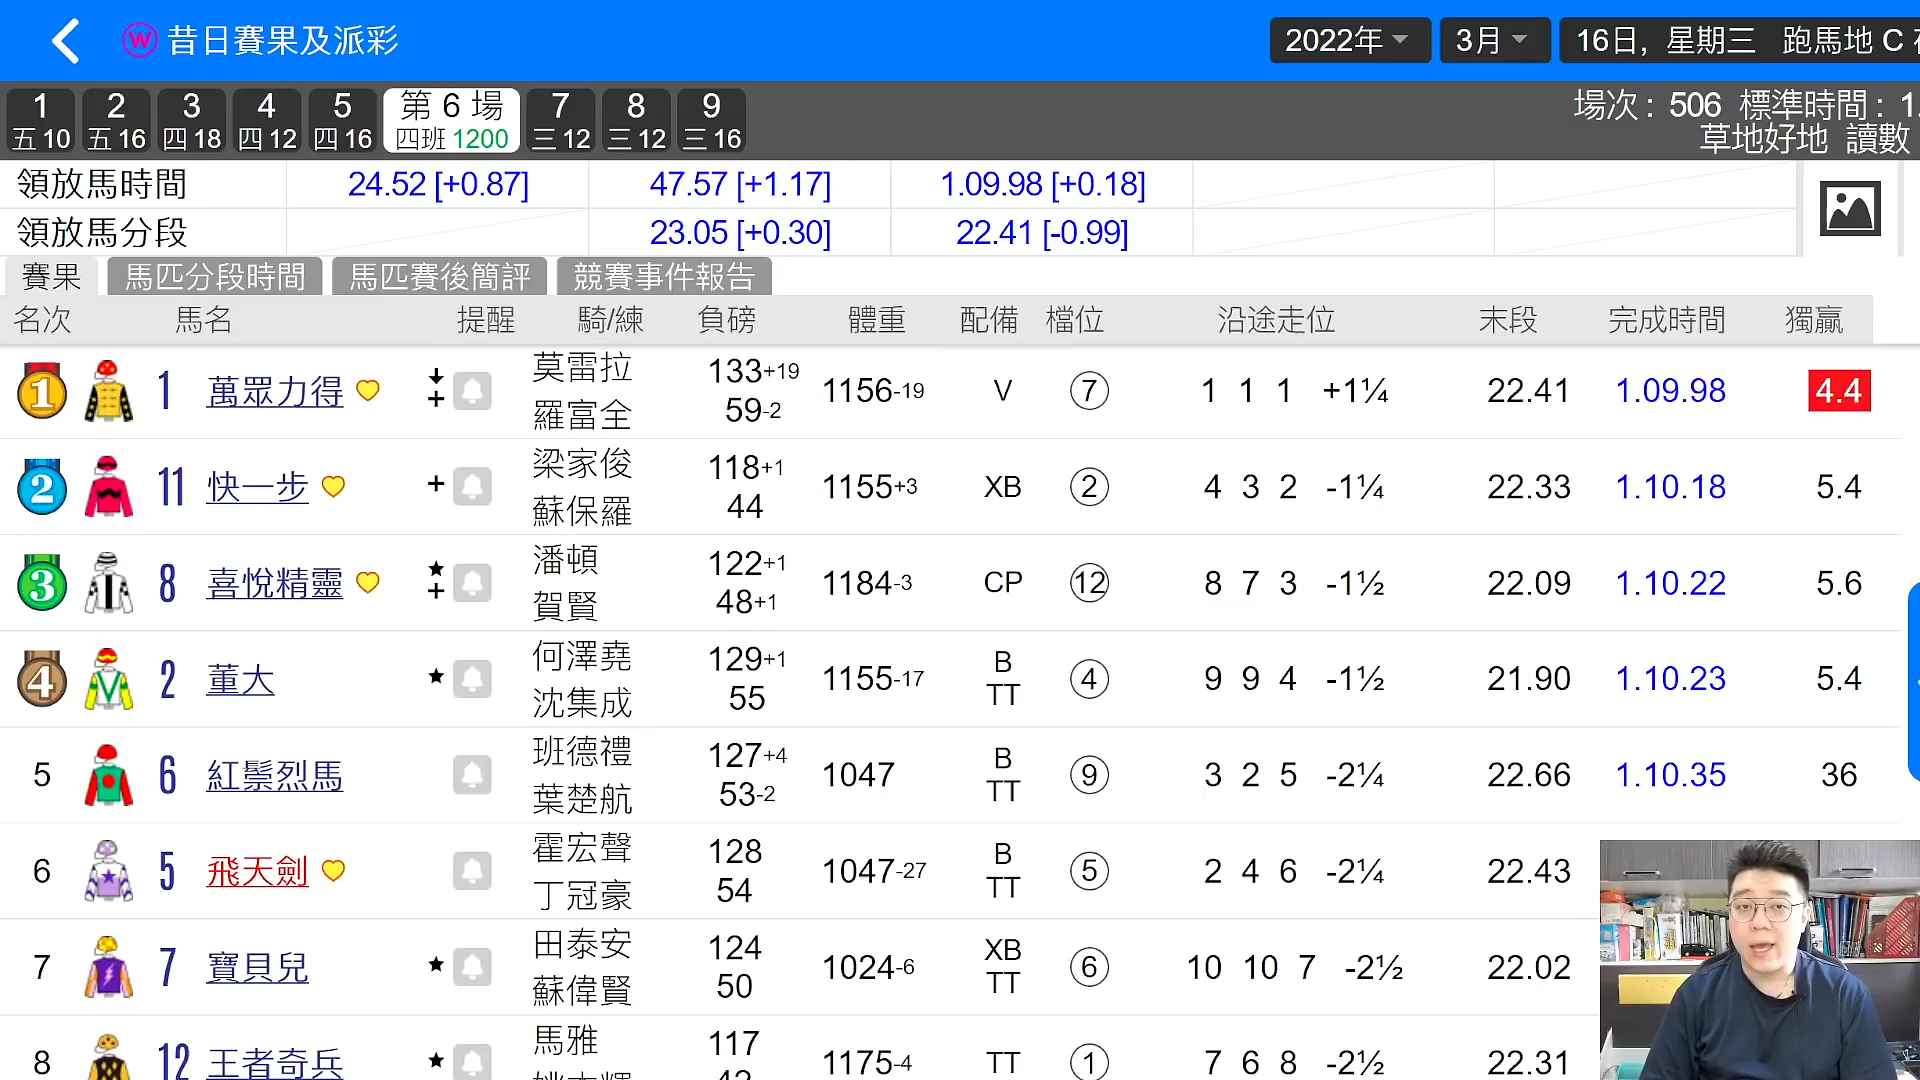 W 昔日賽果及派彩 2022年 3月 16日, 星期三 跑馬地 C
1 2 3 4 5 第 6 場 7 8 9
五 10 五 16 四 18 四 12 四 16 四班 1200 三 12 三 12 三 16
場次 : 506 標準時間 : 1.
草地好地 讀數
領放馬時間 24.52 [+0.87] 47.57 [+1.17] 1.09.98 [+0.18]
領放馬分段 23.05 [+0.30] 22.41 [-0.99]
賽果 馬匹分段時間 馬匹賽後簡評 競賽事件報告
名次 馬名 提醒 騎/練 負磅 體重 配備 檔位 沿途走位 末段 完成時間 獨贏
1 1 萬眾力得 + 莫雷拉 133+19 1156-19 V 7 1 1 1 +1¼ 22.41 1.09.98 4.4
羅富全 59-2
2 11 快一步 + 梁家俊 118+1 1155+3 XB 2 4 3 2 -1¼ 22.33 1.10.18 5.4
蘇保羅 44
3 8 喜悅精靈 ★ + 潘頓 122+1 1184-3 CP 12 8 7 3 -1½ 22.09 1.10.22 5.6
賀賢 48+1
4 2 董大 ★ 何澤堯 129+1 1155-17 B TT 4 9 9 4 -1½ 21.90 1.10.23 5.4
沈集成 55
5 6 紅鬃烈馬 班德禮 127+4 1047 B TT 9 3 2 5 -2¼ 22.66 1.10.35 36
葉楚航 53-2
6 5 飛天劍 霍宏聲 128 1047-27 B TT 5 2 4 6 -2¼ 22.43
丁冠豪 54
7 7 寶貝兒 ★ 田泰安 124 1024-6 XB TT 6 10 10 7 -2½ 22.02
蘇偉賢 50
8 12 王者奇兵 ★ 馬雅 117 1175-4 TT 1 7 6 8 -2½ 22.31